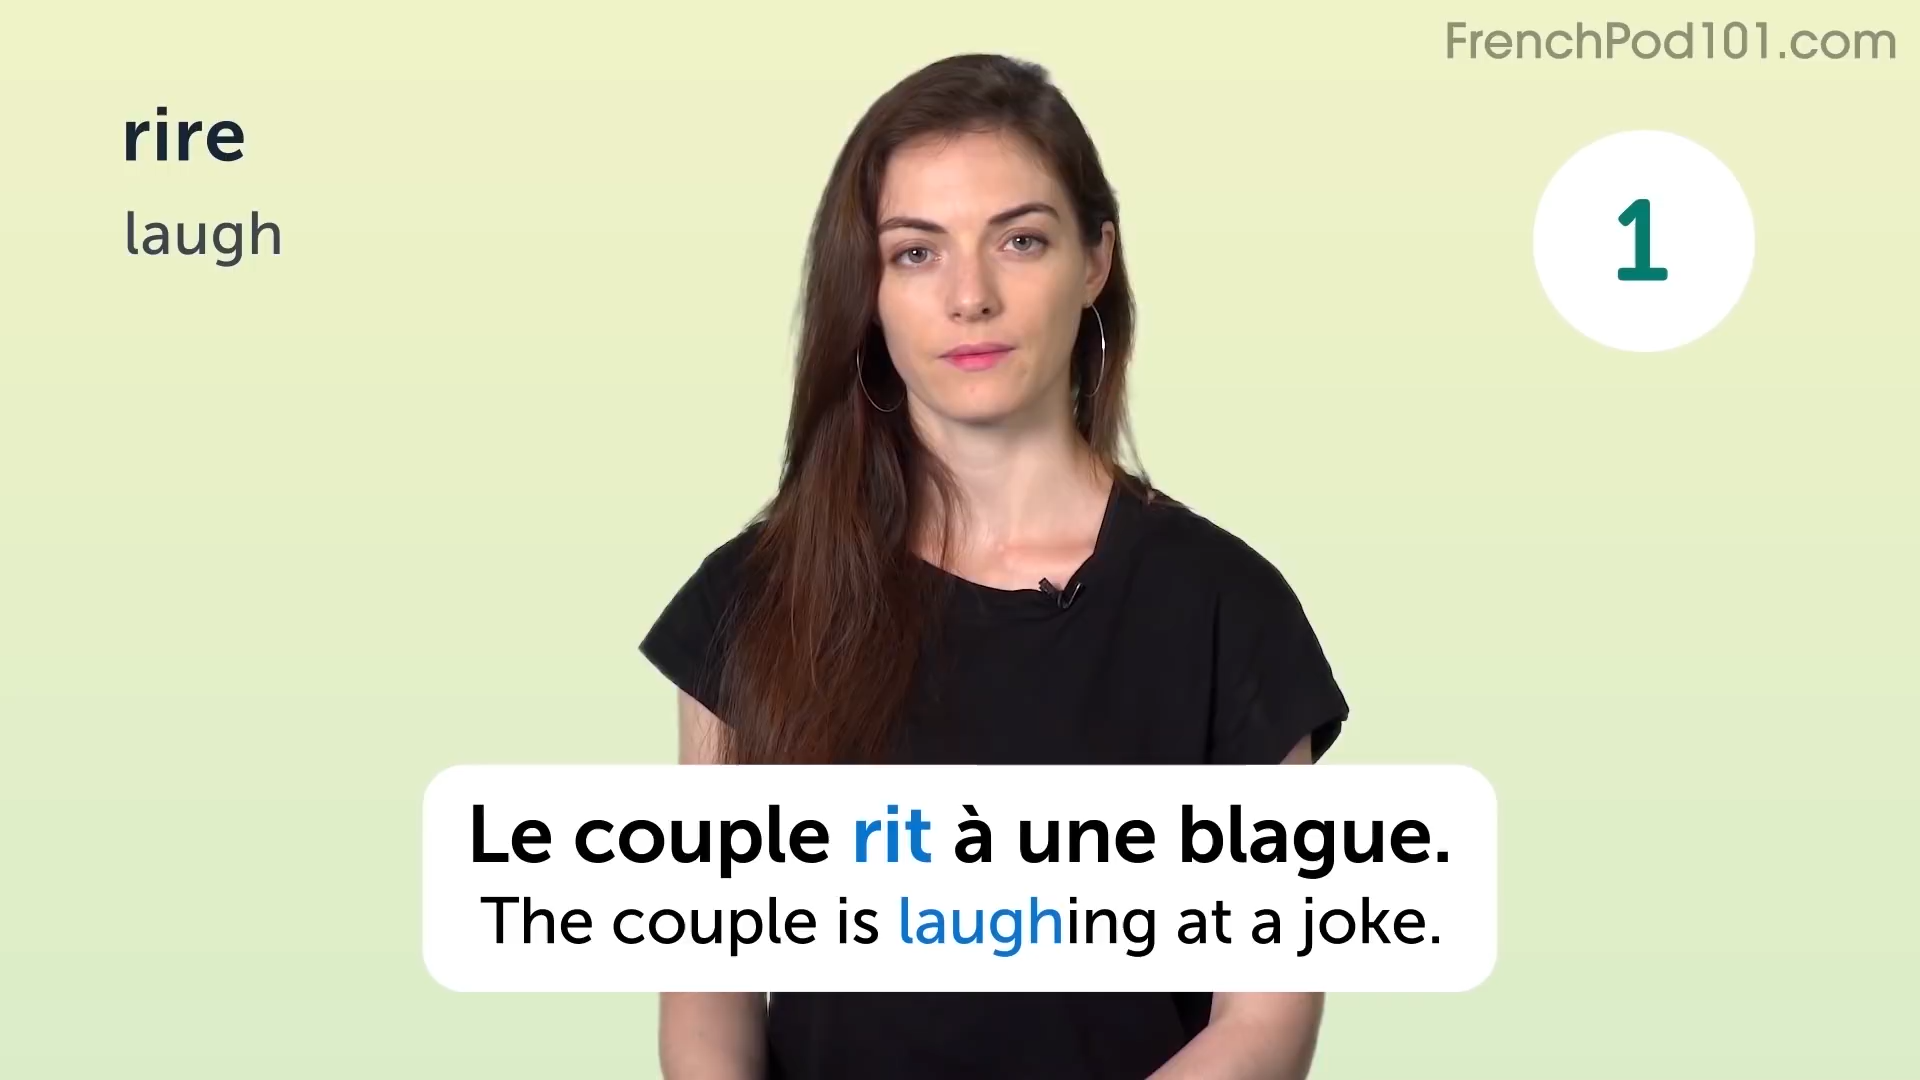 FrenchPod101.com
rire
laugh
1
Le couple rit à une blague.
The couple is laughing at a joke.